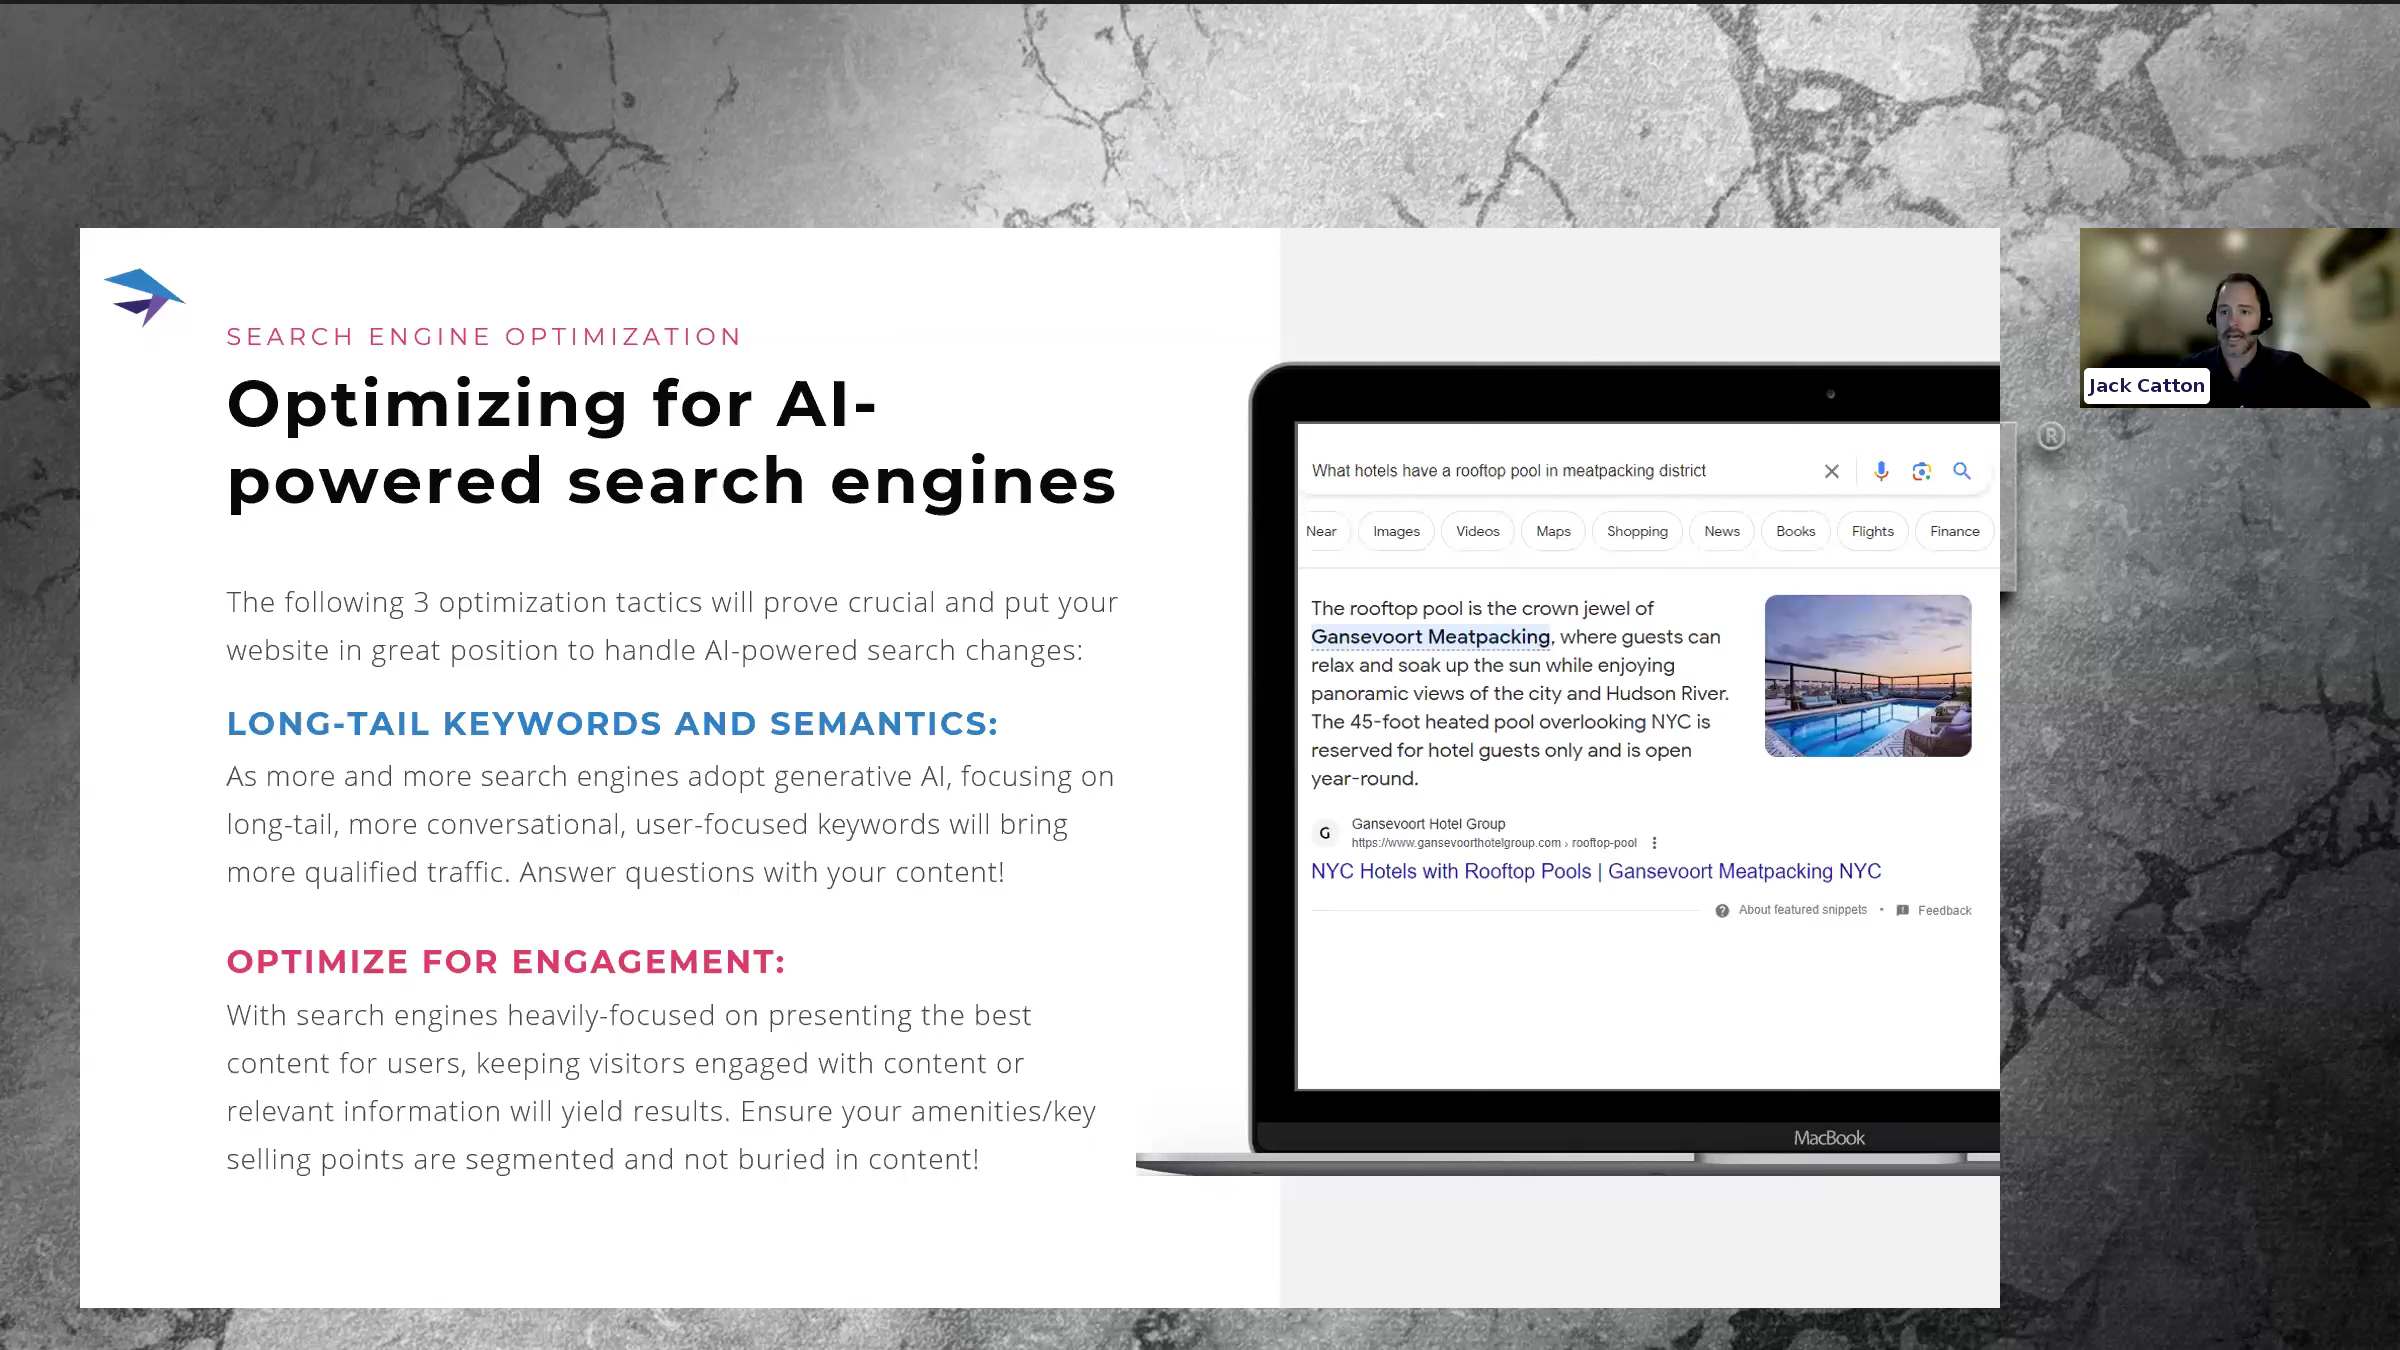 SEARCH ENGINE OPTIMIZATION
Optimizing for AI-
powered search engines
The following 3 optimization tactics will prove crucial and put your
website in great position to handle AI-powered search changes:
LONG-TAIL KEYWORDS AND SEMANTICS:
As more and more search engines adopt generative AI, focusing on
long-tail, more conversational, user-focused keywords will bring
more qualified traffic. Answer questions with your content!
OPTIMIZE FOR ENGAGEMENT:
With search engines heavily-focused on presenting the best
content for users, keeping visitors engaged with content or
relevant information will yield results. Ensure your amenities/key
selling points are segmented and not buried in content!
What hotels have a rooftop pool in meatpacking district
Near Images Videos Maps Shopping News Books Flights Finance
The rooftop pool is the crown jewel of
Gansevoort Meatpacking, where guests can
relax and soak up the sun while enjoying
panoramic views of the city and Hudson River.
The 45-foot heated pool overlooking NYC is
reserved for hotel guests only and is open
year-round.
G
Gansevoort Hotel Group
https://www.gansevoorthotelgroup.com › rooftop-pool
NYC Hotels with Rooftop Pools | Gansevoort Meatpacking NYC
About featured snippets • Feedback
MacBook
Jack Catton
®